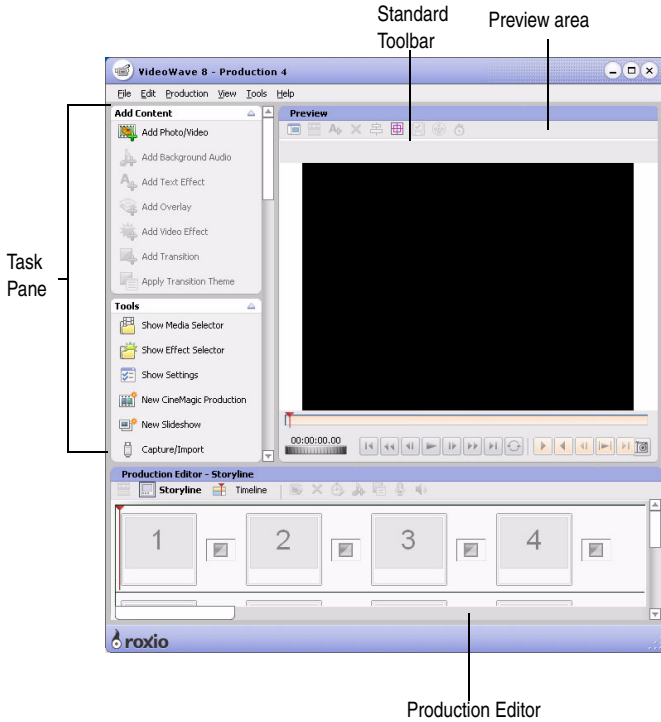 Standard
Toolbar
Preview area
VideoWave 8 - Production 4
File Edit Production View Tools Help
Add Content
Preview
Add Photo/Video
Add Background Audio
Add Text Effect
Add Overlay
Add Video Effect
Add Transition
Apply Transition Theme
Task
Pane
Tools
Show Media Selector
Show Effect Selector
Show Settings
New CineMagic Production
New Slideshow
Capture/Import
00:00:00.00
Production Editor - Storyline
Storyline Timeline
1 2 3 4
roxio
Production Editor